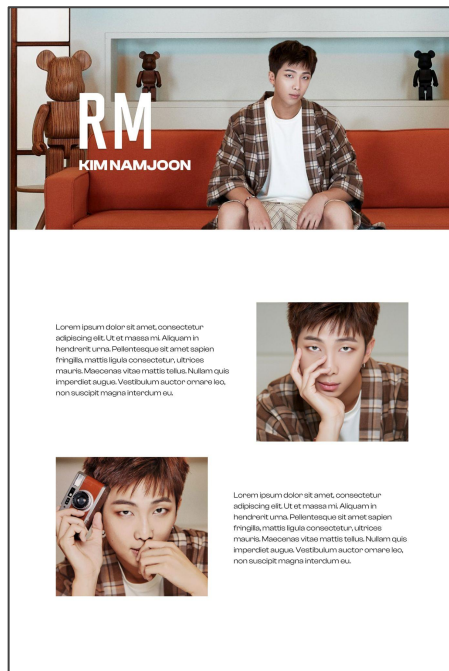 RM
KIM NAMJOON
Lorem ipsum dolor sit amet, consectetur
adipiscing elit. Ut et massa mi. Aliquam in
hendrerit urna. Pellentesque sit amet sapien
fringilla, mattis ligula consectetur, ultrices
mauris. Maecenas vitae mattis tellus. Nullam quis
imperdiet augue. Vestibulum auctor ornare leo,
non suscipit magna interdum eu.
Lorem ipsum dolor sit amet, consectetur
adipiscing elit. Ut et massa mi. Aliquam in
hendrerit urna. Pellentesque sit amet sapien
fringilla, mattis ligula consectetur, ultrices
mauris. Maecenas vitae mattis tellus. Nullam quis
imperdiet augue. Vestibulum auctor ornare leo,
non suscipit magna interdum eu.